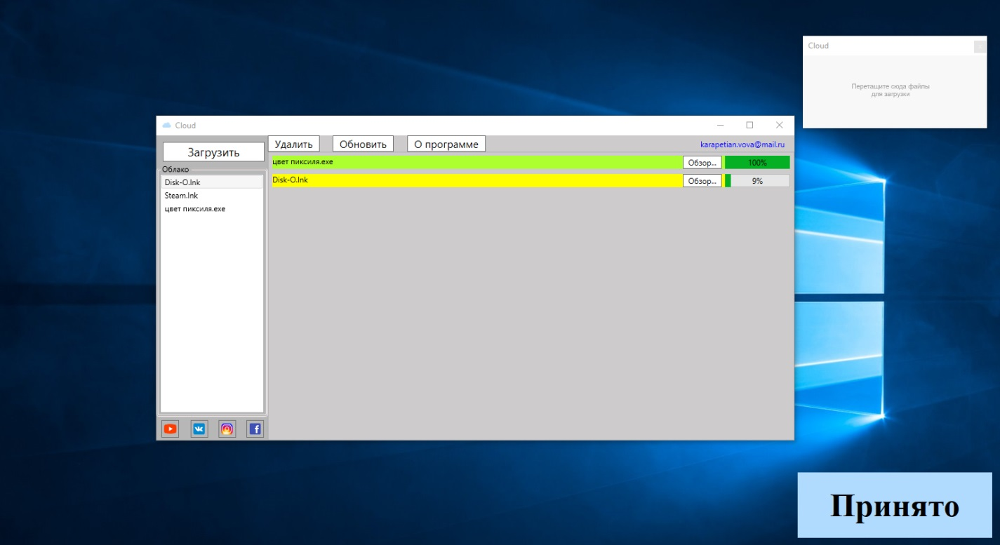 Cloud
Перетащите сюда файлы
для загрузки
Cloud
Загрузить
Удалить
Обновить
О программе
karapetian.vova@mail.ru
Облако
Disk-O.lnk
Steam.lnk
цвет пиксиля.exe
цвет пиксиля.exe
Обзор...
100%
Disk-O.lnk
Обзор...
9%
Принято